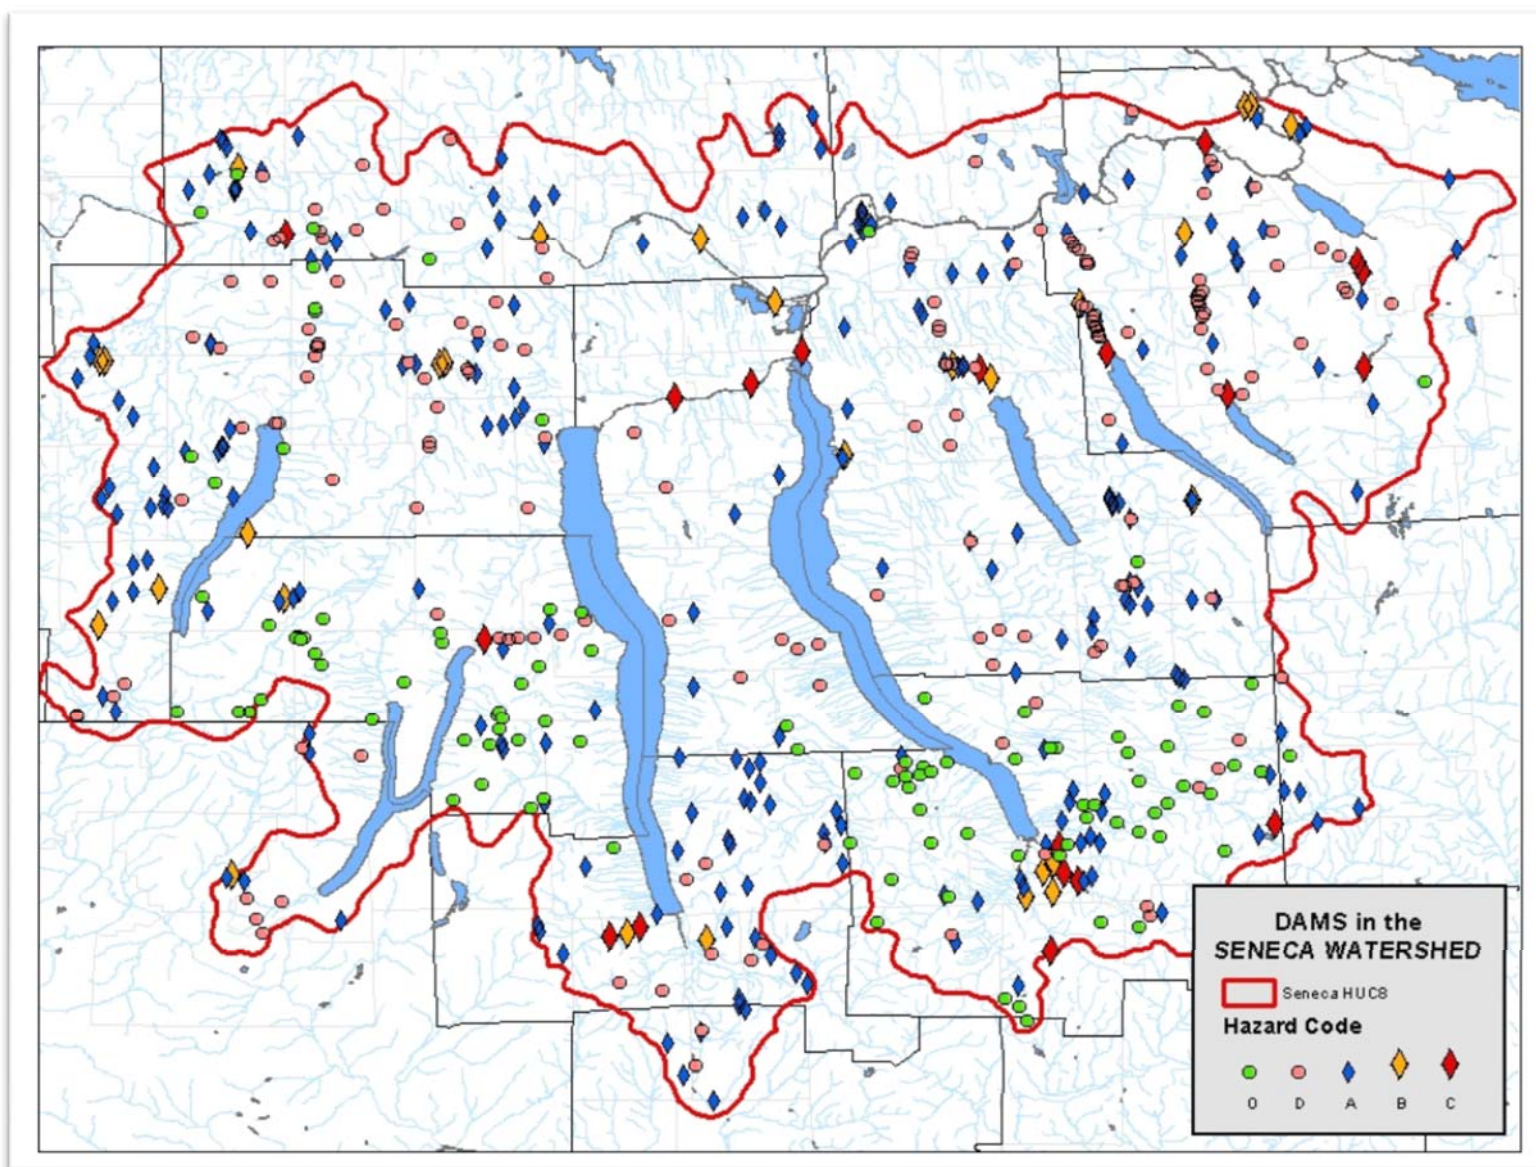 DAMS in the
SENECA WATERSHED
Seneca HUC8
Hazard Code
0 D A B C